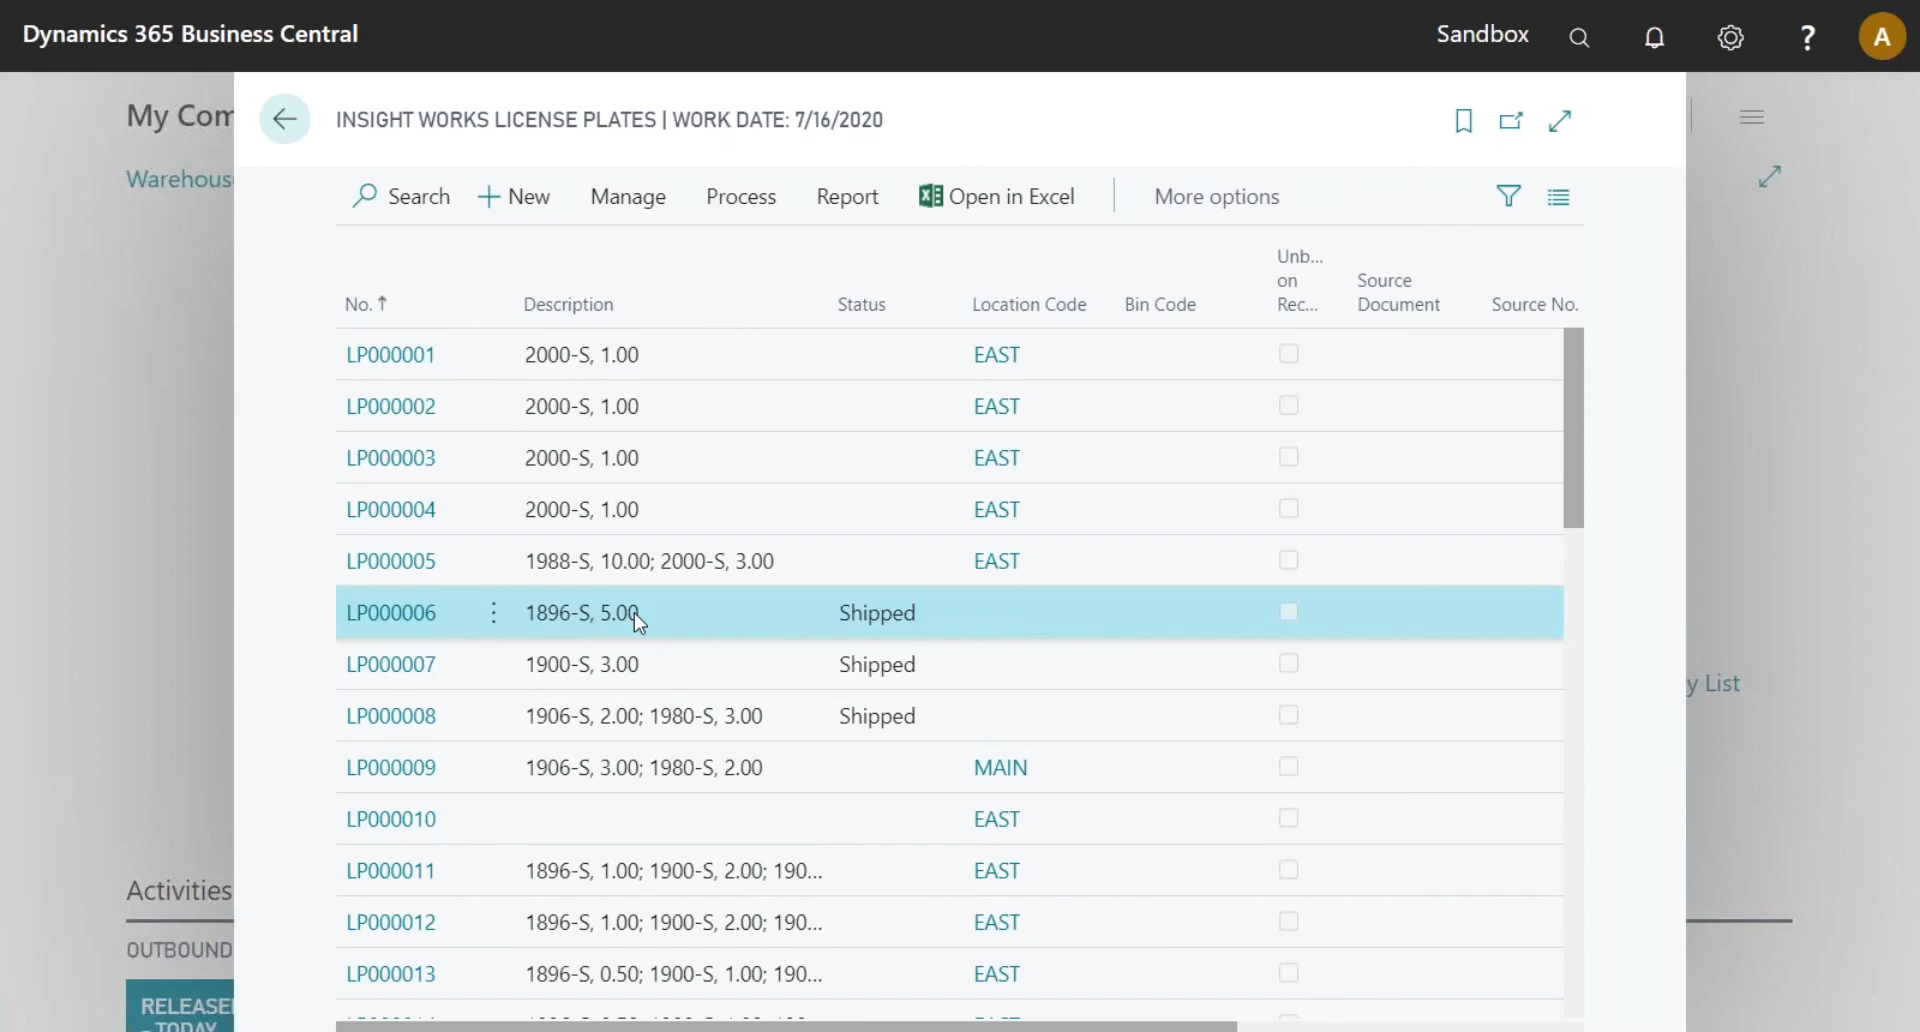 Dynamics 365 Business Central
Sandbox
?
A
My Com
INSIGHT WORKS LICENSE PLATES | WORK DATE: 7/16/2020
Warehous
Search
New
Manage
Process
Report
Open in Excel
More options
No. ↑
Description
Status
Location Code
Bin Code
Unb...
on
Rec...
Source
Document
Source No.
LP000001 2000-S, 1.00 EAST
LP000002 2000-S, 1.00 EAST
LP000003 2000-S, 1.00 EAST
LP000004 2000-S, 1.00 EAST
LP000005 1988-S, 10.00; 2000-S, 3.00 EAST
LP000006 1896-S, 5.00 Shipped
LP000007 1900-S, 3.00 Shipped
LP000008 1906-S, 2.00; 1980-S, 3.00 Shipped
LP000009 1906-S, 3.00; 1980-S, 2.00 MAIN
LP000010 EAST
LP000011 1896-S, 1.00; 1900-S, 2.00; 190... EAST
LP000012 1896-S, 1.00; 1900-S, 2.00; 190... EAST
LP000013 1896-S, 0.50; 1900-S, 1.00; 190... EAST
y List
Activities
OUTBOUND
RELEASE
TODAY